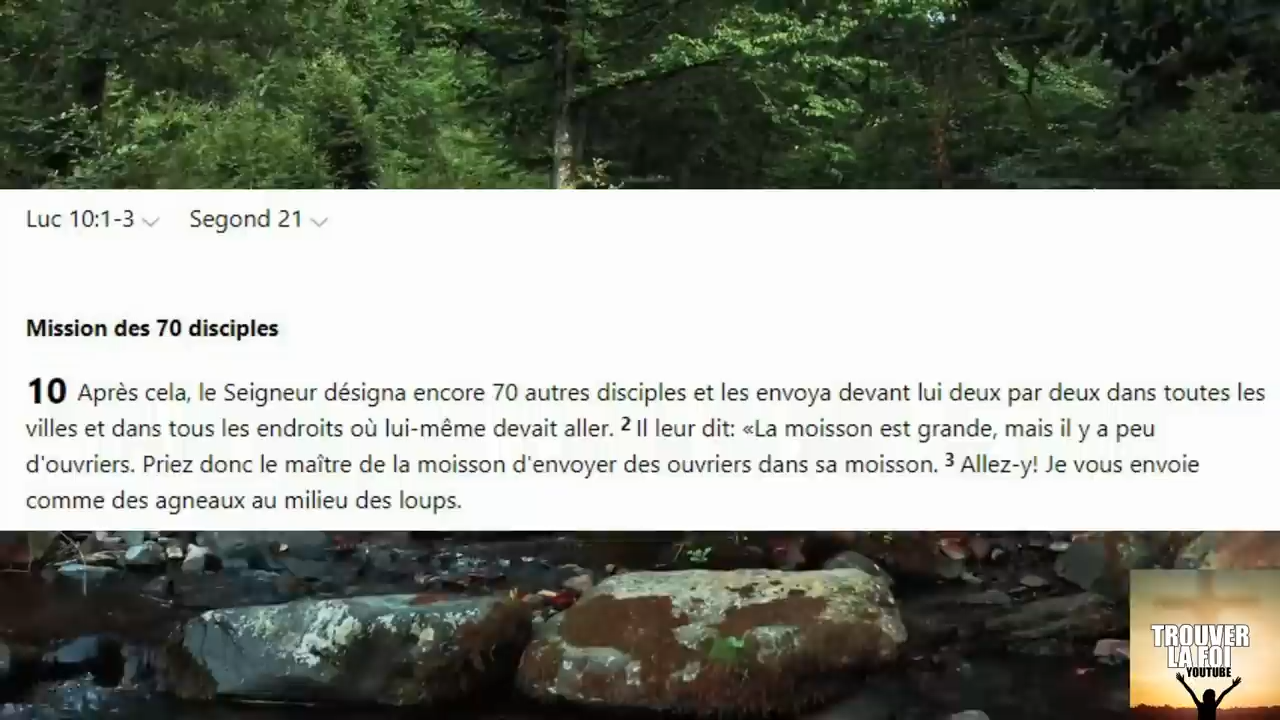 Luc 10:1-3 Segond 21
Mission des 70 disciples
10 Après cela, le Seigneur désigna encore 70 autres disciples et les envoya devant lui deux par deux dans toutes les
villes et dans tous les endroits où lui-même devait aller. 2 Il leur dit: «La moisson est grande, mais il y a peu
d'ouvriers. Priez donc le maître de la moisson d'envoyer des ouvriers dans sa moisson. 3 Allez-y! Je vous envoie
comme des agneaux au milieu des loups.
TROUVER
LA FOI
YOUTUBE